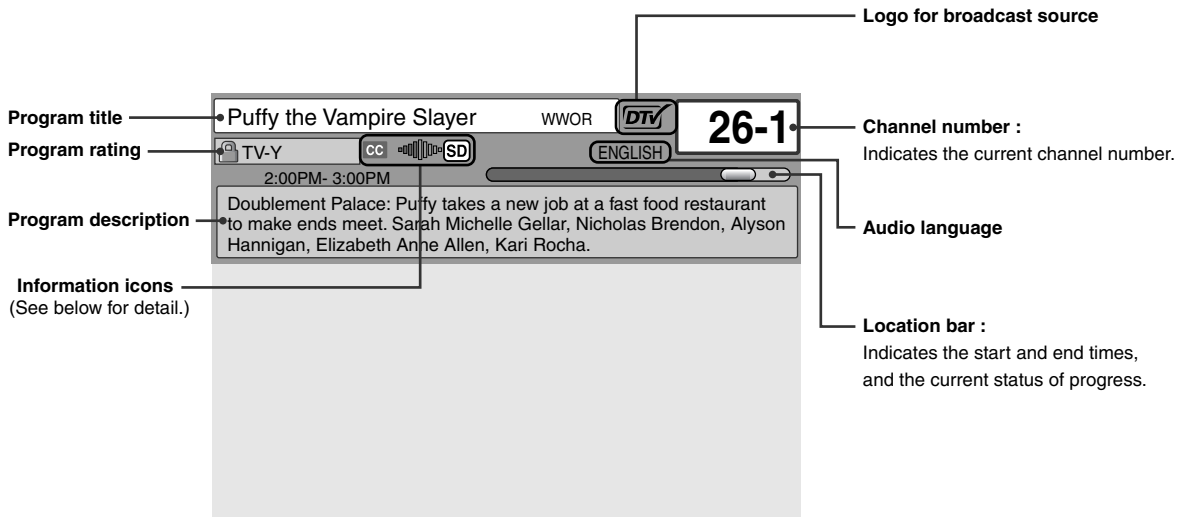 Logo for broadcast source
Program title
Puffy the Vampire Slayer WWOR DTV 26-1
Channel number :
Indicates the current channel number.
Program rating
TV-Y CC SD ENGLISH
2:00PM- 3:00PM
Program description
Doublement Palace: Puffy takes a new job at a fast food restaurant
to make ends meet. Sarah Michelle Gellar, Nicholas Brendon, Alyson
Hannigan, Elizabeth Anne Allen, Kari Rocha.
Audio language
Information icons
(See below for detail.)
Location bar :
Indicates the start and end times,
and the current status of progress.